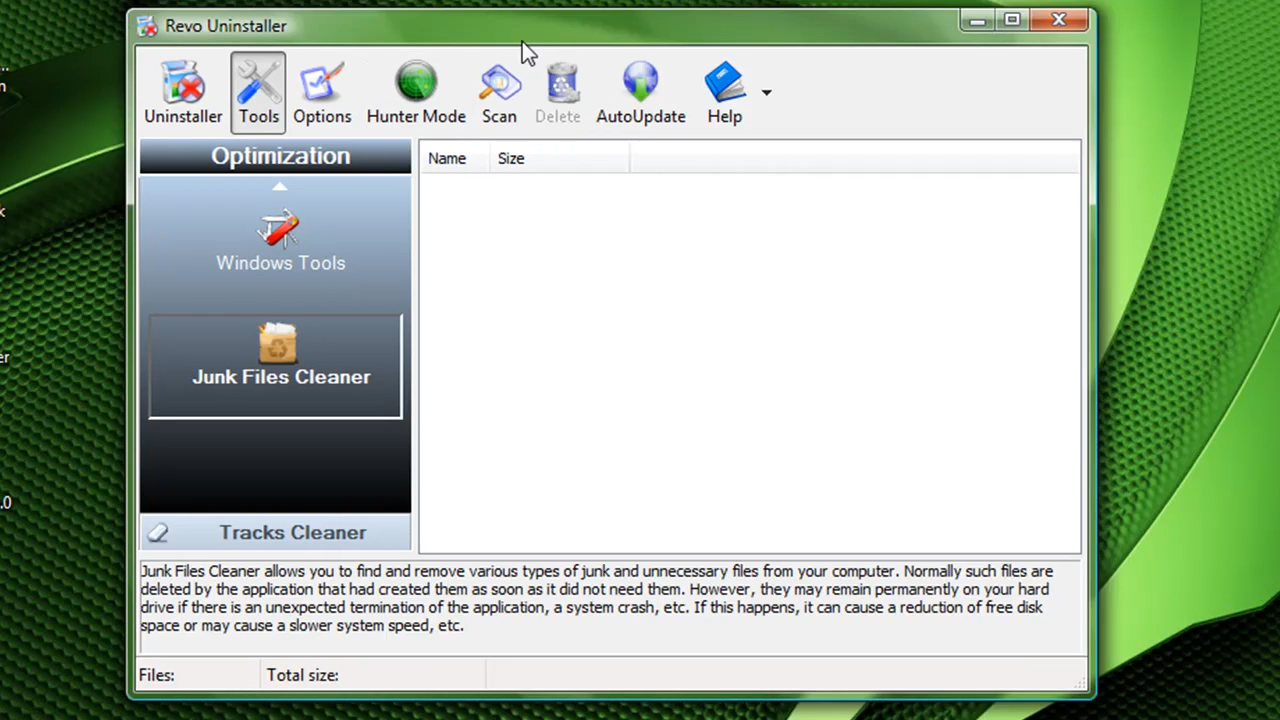 Revo Uninstaller
Uninstaller Tools Options Hunter Mode Scan Delete AutoUpdate Help
Optimization
Name Size
Windows Tools
Junk Files Cleaner
Tracks Cleaner
Junk Files Cleaner allows you to find and remove various types of junk and unnecessary files from your computer. Normally such files are
deleted by the application that had created them as soon as it did not need them. However, they may remain permanently on your hard
drive if there is an unexpected termination of the application, a system crash, etc. If this happens, it can cause a reduction of free disk
space or may cause a slower system speed, etc.
Files: Total size:
n
k
er
.0